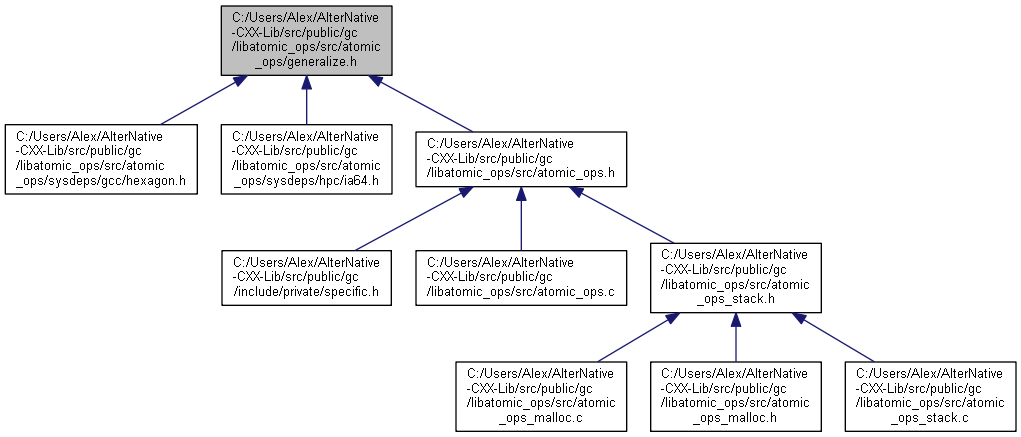 C:/Users/Alex/AlterNative
-CXX-Lib/src/public/gc
/libatomic_ops/src/atomic
_ops/generalize.h
C:/Users/Alex/AlterNative
-CXX-Lib/src/public/gc
/libatomic_ops/src/atomic
_ops/sysdeps/gcc/hexagon.h
C:/Users/Alex/AlterNative
-CXX-Lib/src/public/gc
/libatomic_ops/src/atomic
_ops/sysdeps/hpc/ia64.h
C:/Users/Alex/AlterNative
-CXX-Lib/src/public/gc
/libatomic_ops/src/atomic_ops.h
C:/Users/Alex/AlterNative
-CXX-Lib/src/public/gc
/include/private/specific.h
C:/Users/Alex/AlterNative
-CXX-Lib/src/public/gc
/libatomic_ops/src/atomic_ops.c
C:/Users/Alex/AlterNative
-CXX-Lib/src/public/gc
/libatomic_ops/src/atomic
_ops_stack.h
C:/Users/Alex/AlterNative
-CXX-Lib/src/public/gc
/libatomic_ops/src/atomic
_ops_malloc.c
C:/Users/Alex/AlterNative
-CXX-Lib/src/public/gc
/libatomic_ops/src/atomic
_ops_malloc.h
C:/Users/Alex/AlterNative
-CXX-Lib/src/public/gc
/libatomic_ops/src/atomic
_ops_stack.c